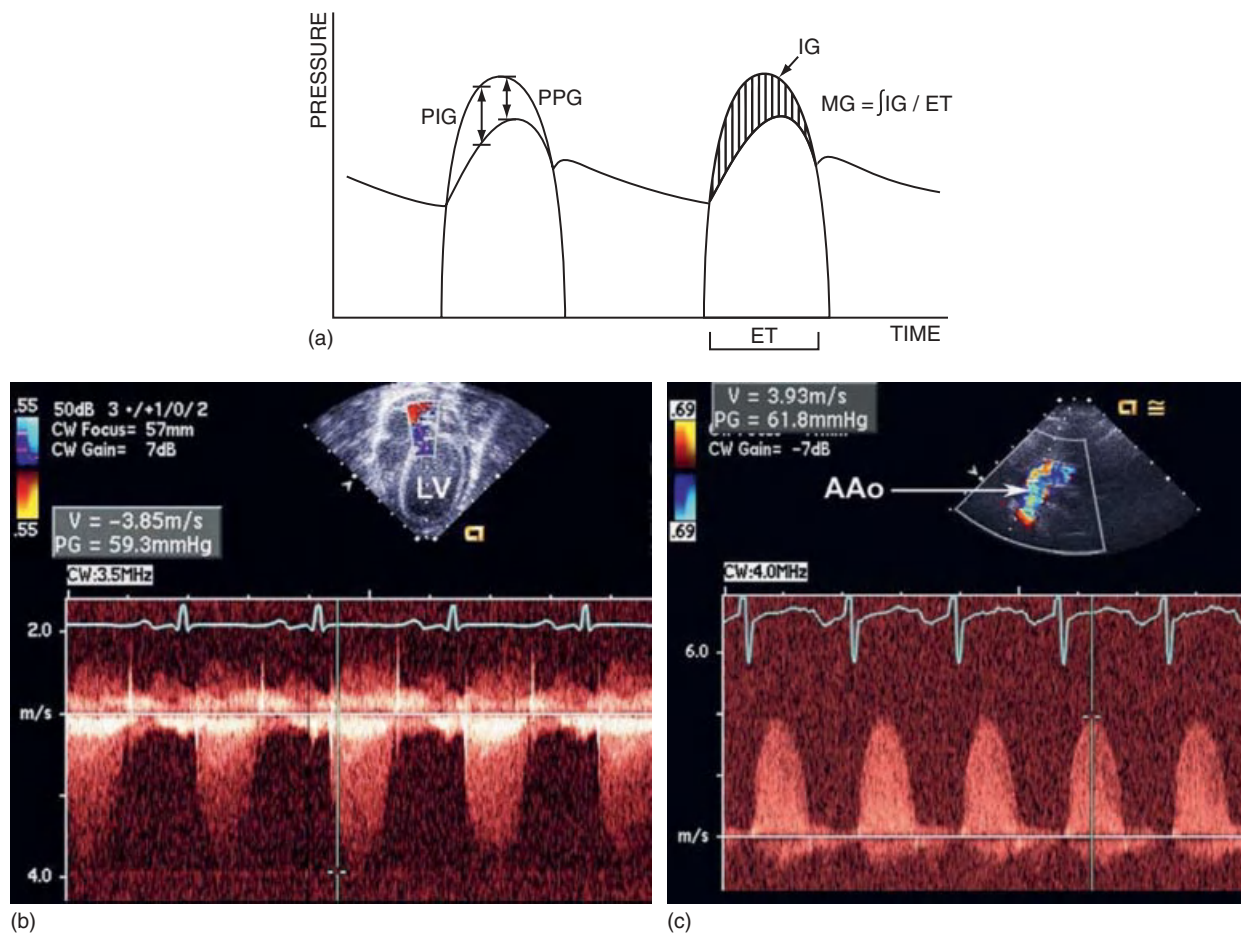 PRESSURE
PIG
PPG
IG
MG = ∫IG / ET
ET
TIME
(a)
.55
.55
50dB 3 •/+1/0/2
CW Focus= 57mm
CW Gain= 7dB
V = -3.85m/s
PG = 59.3mmHg
LV
CW:3.5MHz
2.0
m/s
4.0
(b)
V = 3.93m/s
PG = 61.8mmHg
CW Gain= -7dB
.69
.69
AAo
CW:4.0MHz
6.0
m/s
(c)